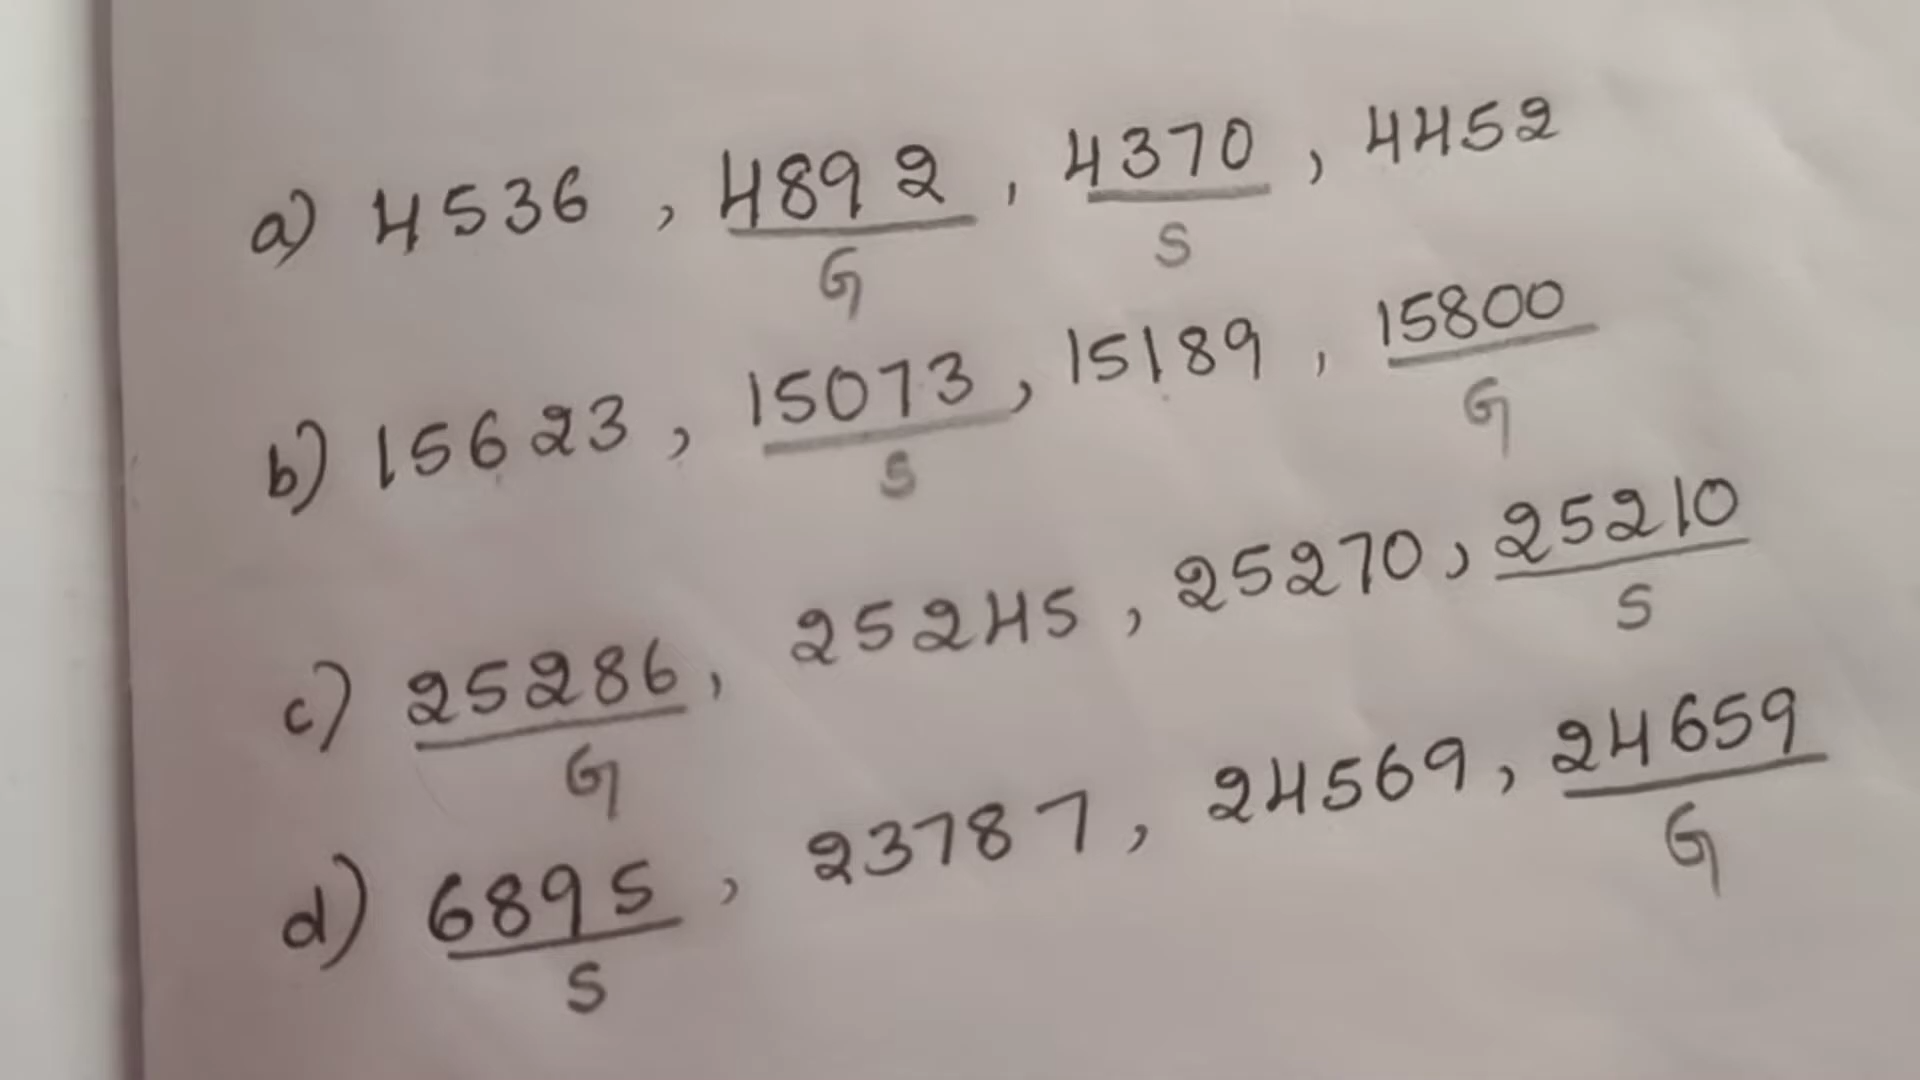 a) 4536 , 4892 , 4370 , 4452
G S
b) 15623 , 15073 , 15189 , 15800
S G
c) 25286 , 25245 , 25270 , 25210
G S
d) 6895 , 23787 , 24569 , 24659
S G